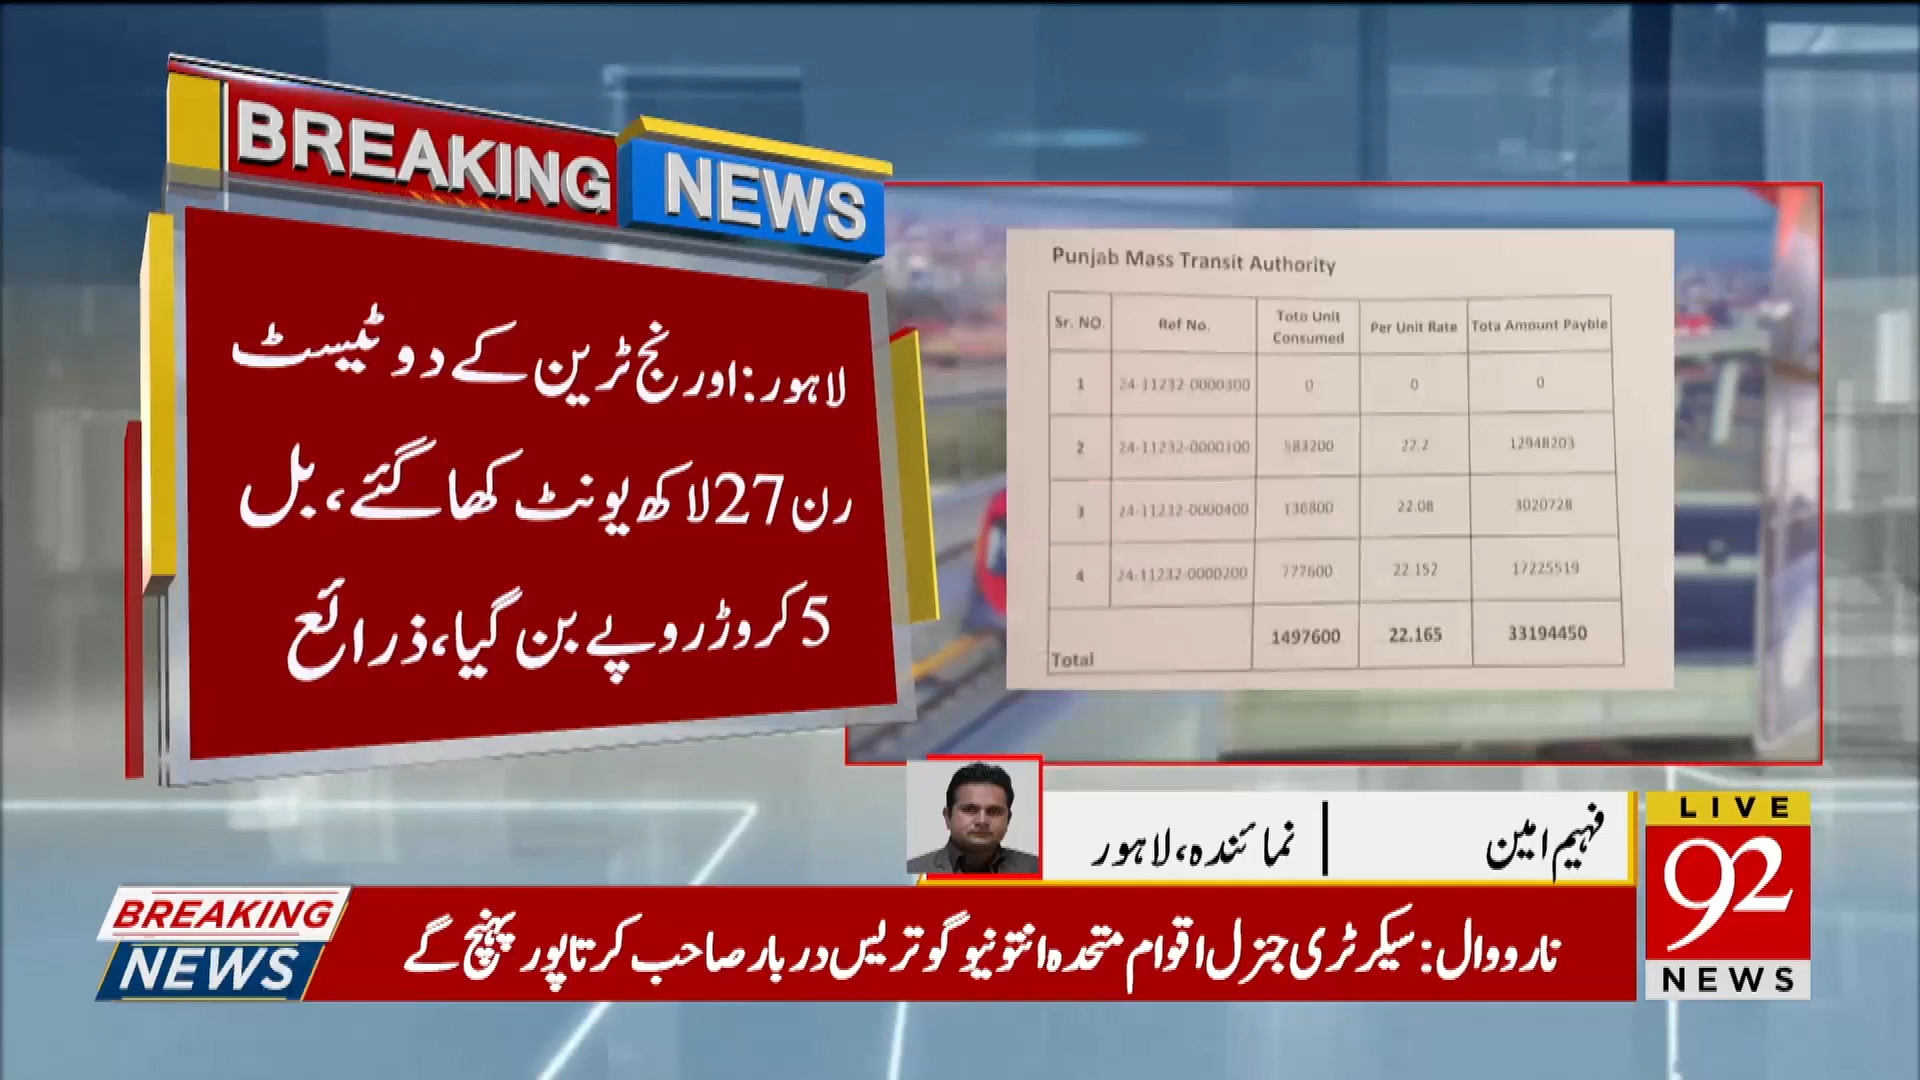 BREAKING NEWS
لاہور: اورنج ٹرین کے دو ٹیسٹ
رن 27 لاکھ یونٹ کھا گئے، بل
5 کروڑ روپے بن گیا، ذرائع
Punjab Mass Transit Authority
Sr. NO. Ref No. Toto Unit Consumed Per Unit Rate Tota Amount Payble
1 24-11232-0000300 0 0 0
2 24-11232-0000100 583200 22.2 12948203
3 24-11232-0000400 136800 22.08 3020728
4 24-11232-0000200 777600 22.152 17225519
Total 1497600 22.165 33194450
فہیم امین | نمائندہ، لاہور
LIVE
92
NEWS
BREAKING
NEWS
نارووال: سیکرٹری جنرل اقوام متحدہ انتونیو گوتریس دربار صاحب کرتاپور پہنچ گے